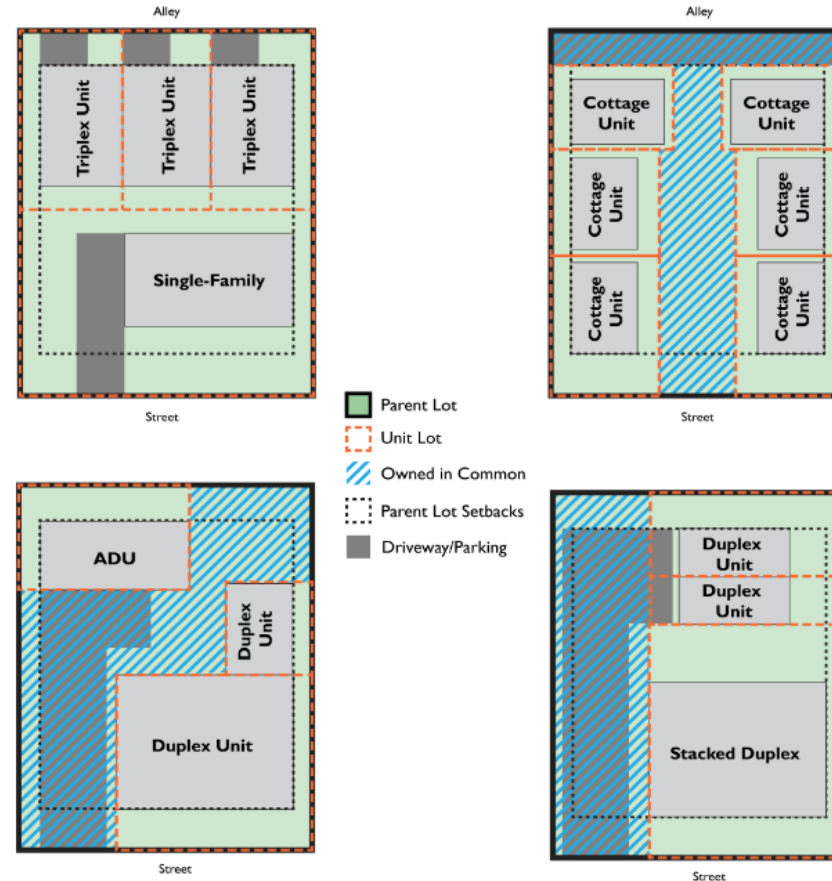 Alley
Triplex Unit
Triplex Unit
Triplex Unit
Single-Family
Street
Alley
Cottage
Unit
Cottage
Unit
Cottage
Unit
Cottage
Unit
Cottage
Unit
Cottage
Unit
Street
Parent Lot
Unit Lot
Owned in Common
Parent Lot Setbacks
Driveway/Parking
ADU
Duplex
Unit
Duplex Unit
Street
Duplex
Unit
Duplex
Unit
Stacked Duplex
Street